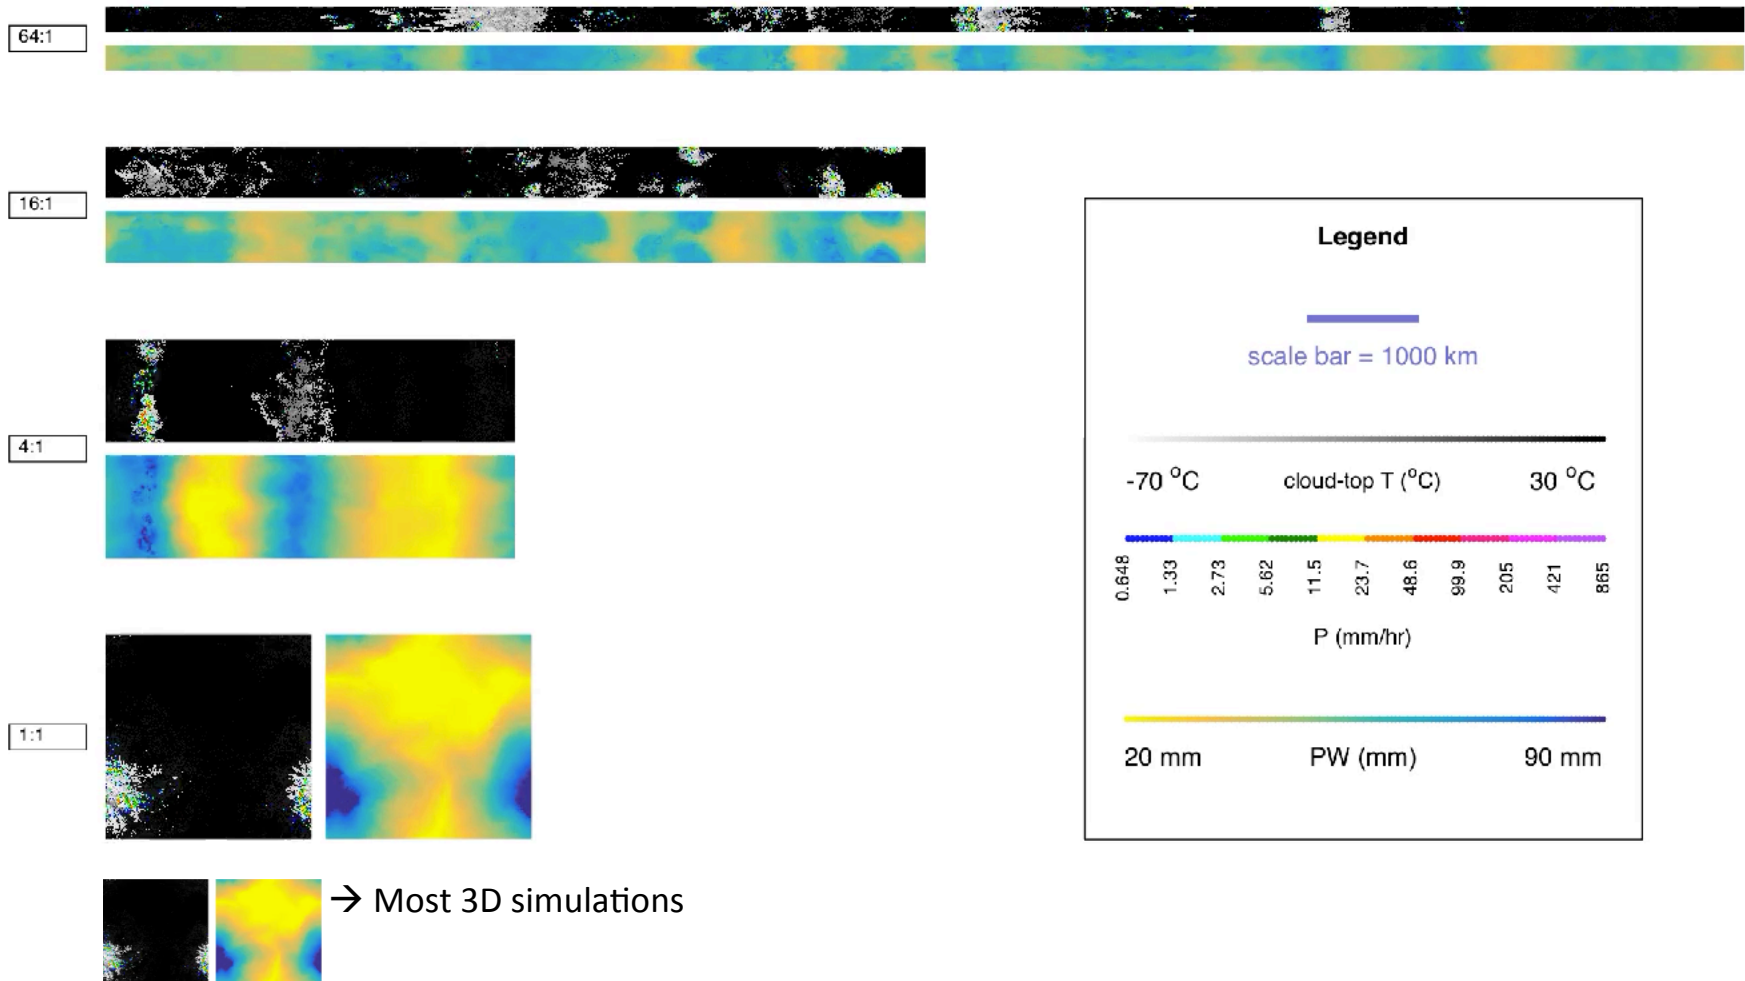 64:1
16:1
4:1
1:1
→ Most 3D simulations
Legend
scale bar = 1000 km
-70 °C cloud-top T (°C) 30 °C
0.648 1.33 2.73 5.62 11.5 23.7 48.6 99.9 205 421 865
P (mm/hr)
20 mm PW (mm) 90 mm